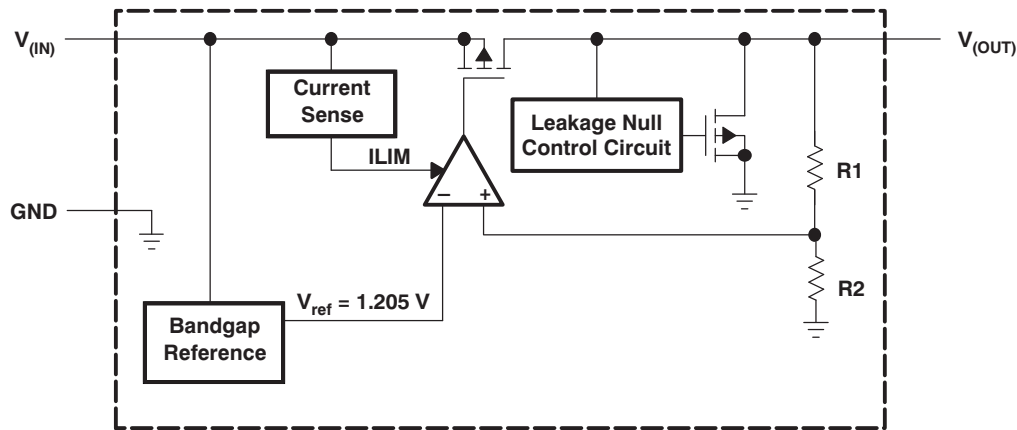 V(IN)
V(OUT)
Current
Sense
Leakage Null
Control Circuit
ILIM
R1
− +
GND
R2
Vref = 1.205 V
Bandgap
Reference